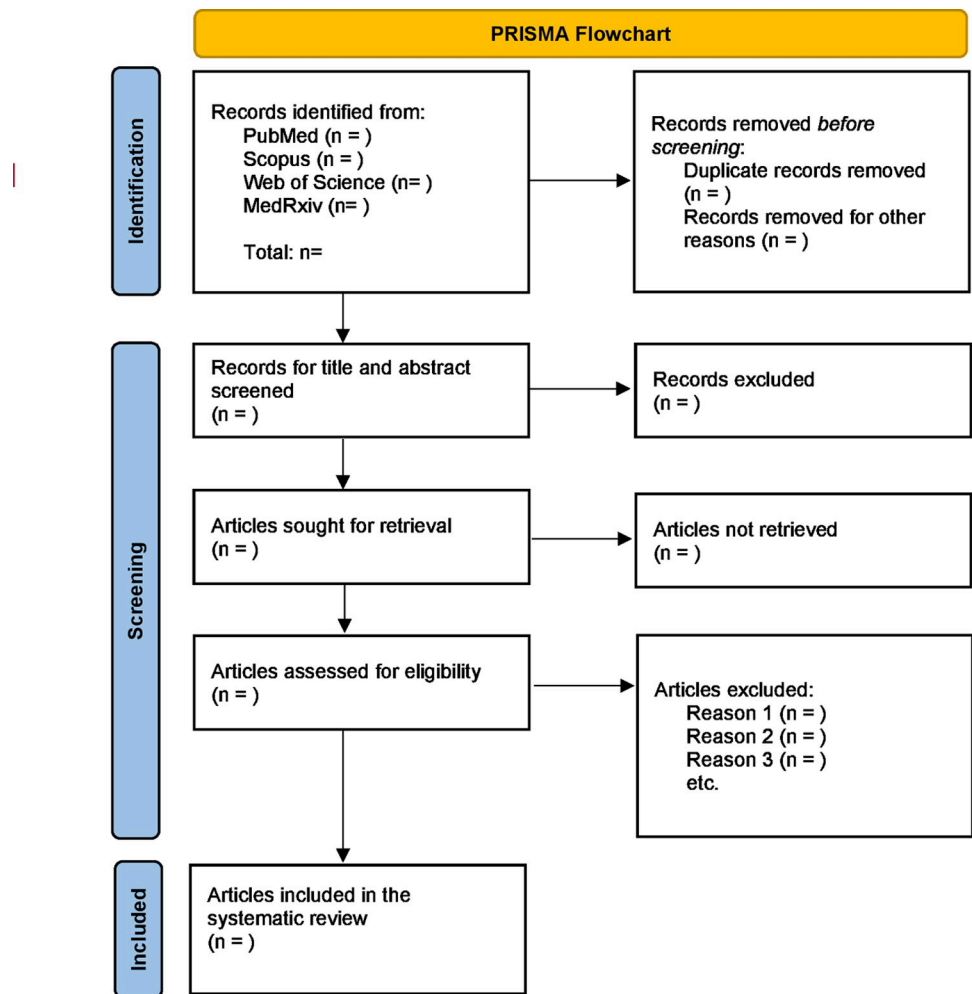 PRISMA Flowchart
Identification
Records identified from:
PubMed (n = )
Scopus (n = )
Web of Science (n= )
MedRxiv (n= )
Total: n=
Records removed before
screening:
Duplicate records removed
(n = )
Records removed for other
reasons (n = )
Screening
Records for title and abstract
screened
(n = )
Records excluded
(n = )
Articles sought for retrieval
(n = )
Articles not retrieved
(n = )
Articles assessed for eligibility
(n = )
Articles excluded:
Reason 1 (n = )
Reason 2 (n = )
Reason 3 (n = )
etc.
Included
Articles included in the
systematic review
(n = )